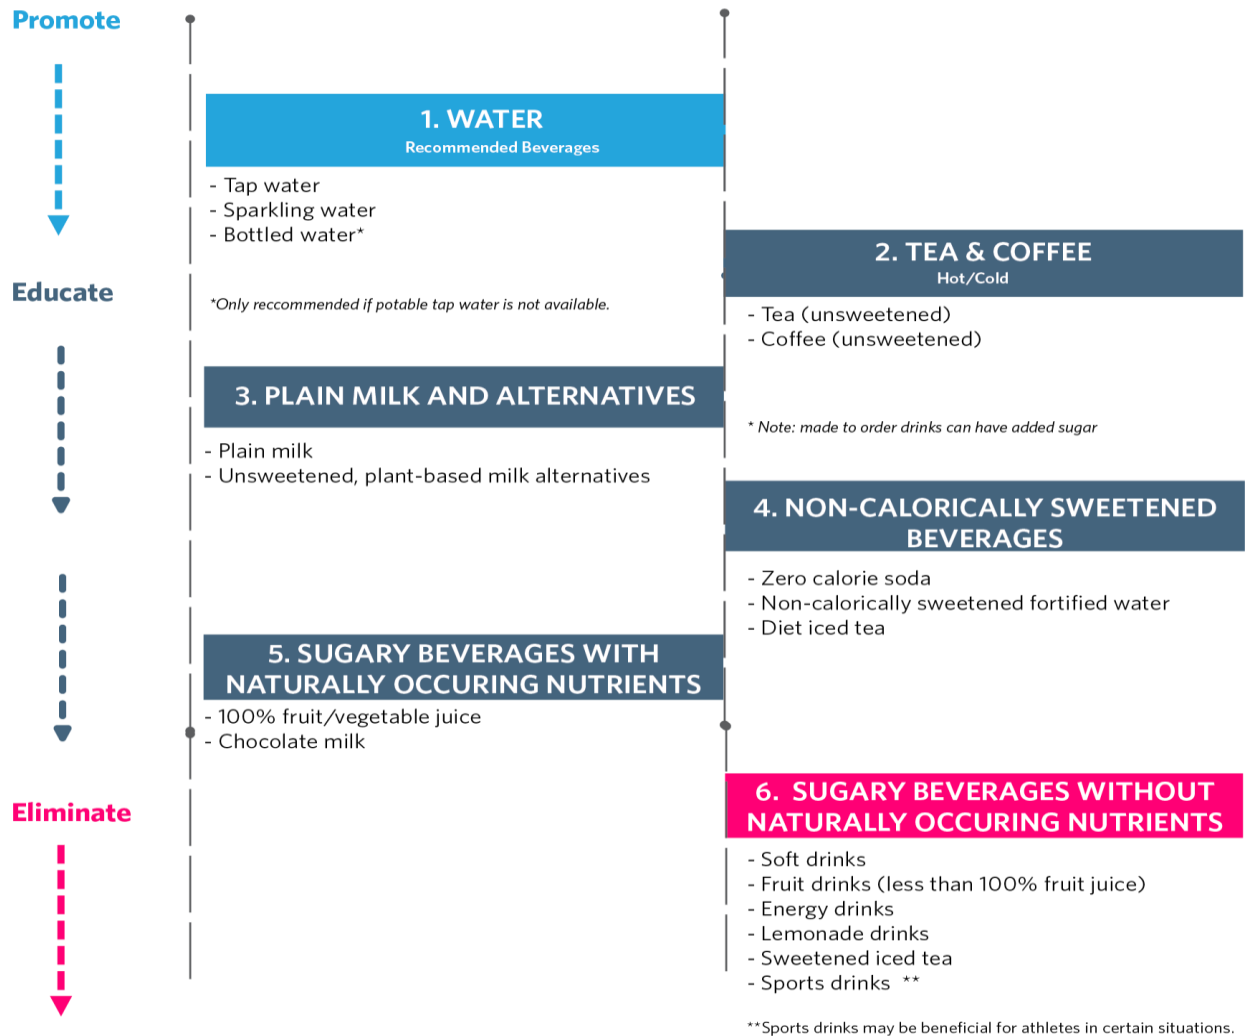 Promote
1. WATER
Recommended Beverages
- Tap water
- Sparkling water
- Bottled water*
*Only reccommended if potable tap water is not available.
2. TEA & COFFEE
Hot/Cold
- Tea (unsweetened)
- Coffee (unsweetened)
* Note: made to order drinks can have added sugar
Educate
3. PLAIN MILK AND ALTERNATIVES
- Plain milk
- Unsweetened, plant-based milk alternatives
4. NON-CALORICALLY SWEETENED
BEVERAGES
- Zero calorie soda
- Non-calorically sweetened fortified water
- Diet iced tea
5. SUGARY BEVERAGES WITH
NATURALLY OCCURING NUTRIENTS
- 100% fruit/vegetable juice
- Chocolate milk
Eliminate
6. SUGARY BEVERAGES WITHOUT
NATURALLY OCCURING NUTRIENTS
- Soft drinks
- Fruit drinks (less than 100% fruit juice)
- Energy drinks
- Lemonade drinks
- Sweetened iced tea
- Sports drinks **
**Sports drinks may be beneficial for athletes in certain situations.